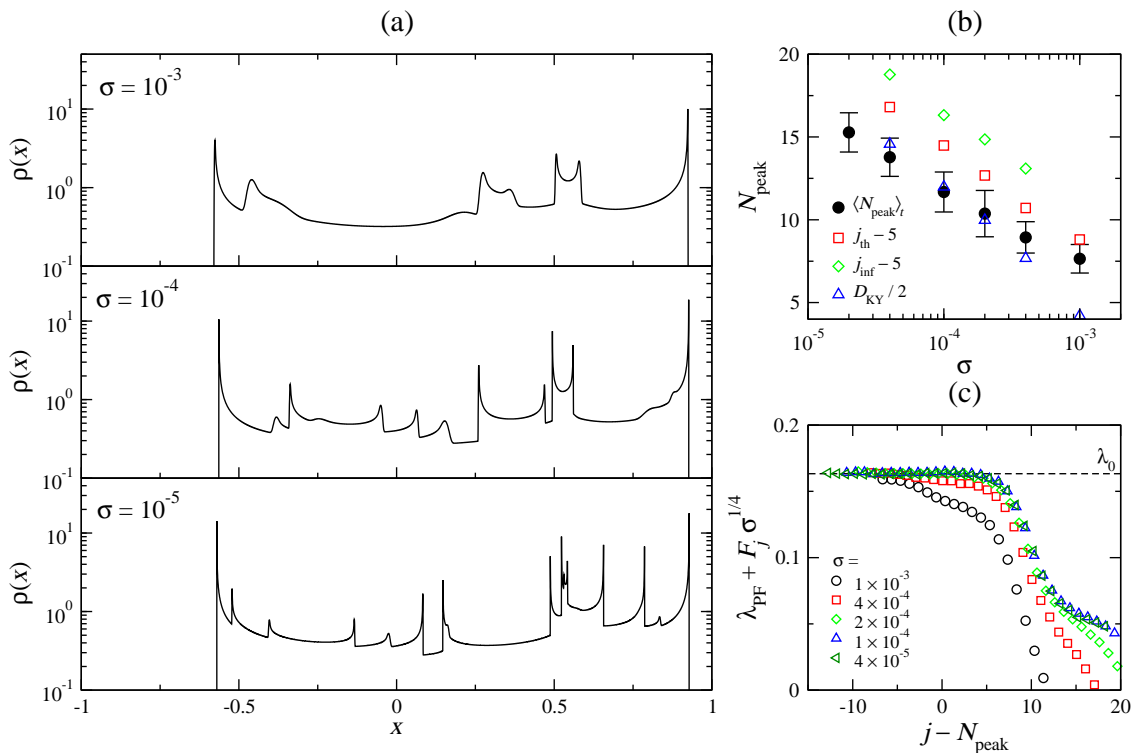 (a)
σ = 10⁻³
10¹
10⁰
10⁻¹
ρ(x)
σ = 10⁻⁴
10¹
10⁰
10⁻¹
ρ(x)
σ = 10⁻⁵
10¹
10⁰
10⁻¹
ρ(x)
-1 -0.5 0 0.5 1
x
(b)
20
15
10
5
N_peak
⟨N_peak⟩_t
j_th − 5
j_inf − 5
D_KY / 2
10⁻⁵ 10⁻⁴ 10⁻³
σ
(c)
0.2
0.1
0
λ_PF + F_j σ^1/4
λ₀
σ =
1 × 10⁻³
4 × 10⁻⁴
2 × 10⁻⁴
1 × 10⁻⁴
4 × 10⁻⁵
-10 0 10 20
j − N_peak